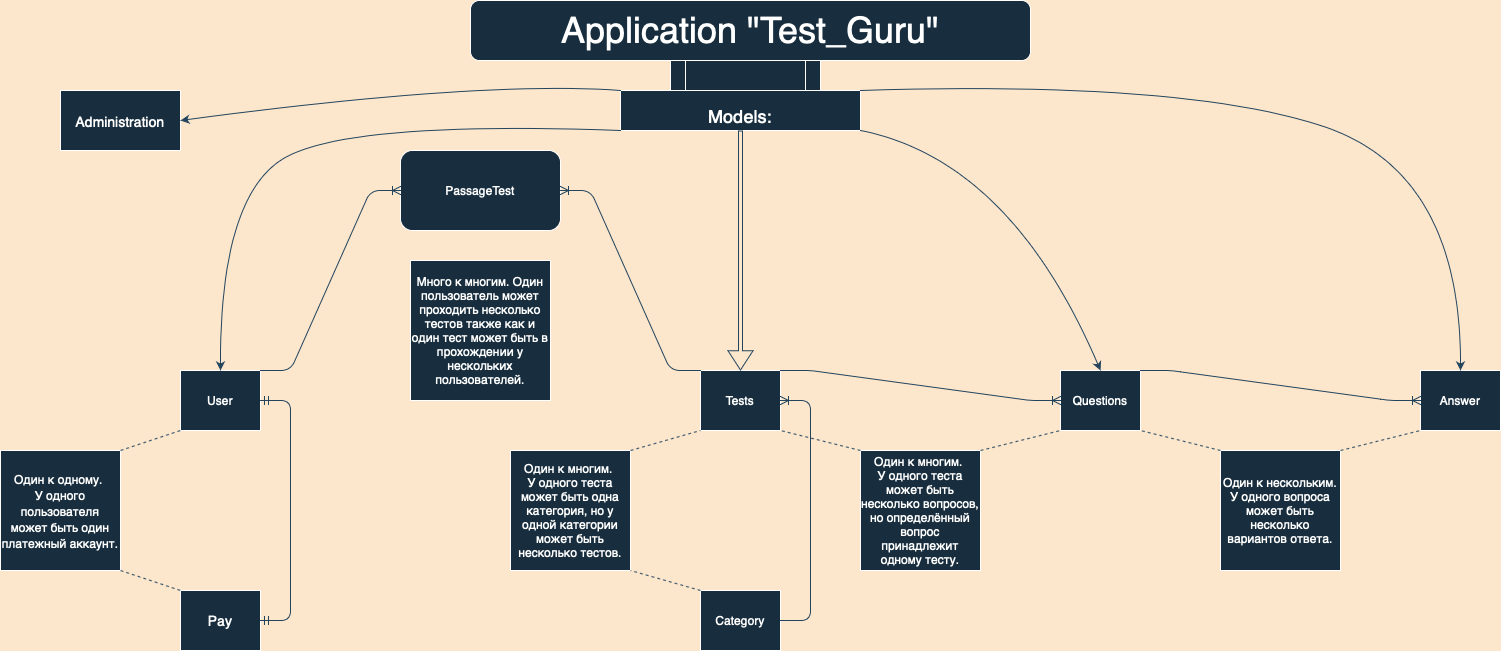 Application "Test_Guru"
Models:
Administration
PassageTest
Много к многим. Один
пользователь может
проходить несколько
тестов также как и
один тест может быть в
прохождении у
нескольких
пользователей.
User
Tests
Questions
Answer
Один к одному.
У одного
пользователя
может быть один
платежный аккаунт.
Один к многим.
У одного теста
может быть одна
категория, но у
одной категории
может быть
несколько тестов.
Один к многим.
У одного теста
может быть
несколько вопросов,
но определённый
вопрос
принадлежит
одному тесту.
Один к нескольким.
У одного вопроса
может быть
несколько
вариантов ответа.
Pay
Category